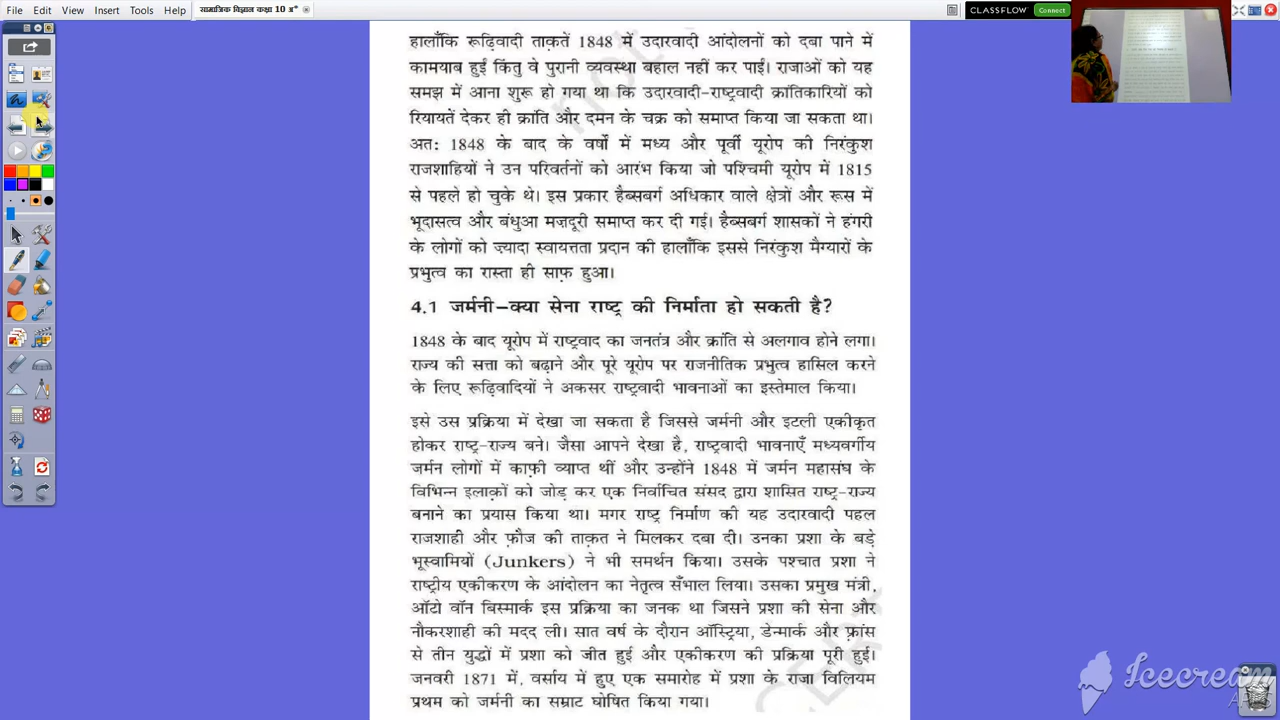 File Edit View Insert Tools Help
सामाजिक विज्ञान कक्षा 10
CLASSFLOW Connect
1848 में उदारवादी आंदोलनों को दबा पाने में
कामयाब हुई किंतु वे पुरानी व्यवस्था बहाल नहीं कर पाईं। राजाओं को यह
समझ में आना शुरू हो गया था कि उदारवादी–राष्ट्रवादी क्रांतिकारियों को
रियायतें देकर ही क्रांति और दमन के चक्र को समाप्त किया जा सकता था।
अतः 1848 के बाद के वर्षों में मध्य और पूर्वी यूरोप की निरंकुश
राजशाहियों ने उन परिवर्तनों को आरंभ किया जो पश्चिमी यूरोप में 1815
से पहले हो चुके थे। इस प्रकार हैब्सबर्ग अधिकार वाले क्षेत्रों और रूस में
भूदासत्व और बंधुआ मज़दूरी समाप्त कर दी गई। हैब्सबर्ग शासकों ने हंगरी
के लोगों को ज़्यादा स्वायत्तता प्रदान की हालाँकि इससे निरंकुश मैग्यारों के
प्रभुत्व का रास्ता ही साफ़ हुआ।
4.1 जर्मनी–क्या सेना राष्ट्र की निर्माता हो सकती है?
1848 के बाद यूरोप में राष्ट्रवाद का जनतंत्र और क्रांति से अलगाव होने लगा।
राज्य की सत्ता को बढ़ाने और पूरे यूरोप पर राजनीतिक प्रभुत्व हासिल करने
के लिए रूढ़िवादियों ने अकसर राष्ट्रवादी भावनाओं का इस्तेमाल किया।
इसे उस प्रक्रिया में देखा जा सकता है जिससे जर्मनी और इटली एकीकृत
होकर राष्ट्र–राज्य बने। जैसा आपने देखा है, राष्ट्रवादी भावनाएँ मध्यवर्गीय
जर्मन लोगों में काफ़ी व्याप्त थीं और उन्होंने 1848 में जर्मन महासंघ के
विभिन्न इलाक़ों को जोड़ कर एक निर्वाचित संसद द्वारा शासित राष्ट्र–राज्य
बनाने का प्रयास किया था। मगर राष्ट्र निर्माण की यह उदारवादी पहल
राजशाही और फ़ौज की ताक़त ने मिलकर दबा दी। उनका प्रशा के बड़े
भूस्वामियों (Junkers) ने भी समर्थन किया। उसके पश्चात प्रशा ने
राष्ट्रीय एकीकरण के आंदोलन का नेतृत्व सँभाल लिया। उसका प्रमुख मंत्री,
ऑटो वॉन बिस्मार्क इस प्रक्रिया का जनक था जिसने प्रशा की सेना और
नौकरशाही की मदद ली। सात वर्ष के दौरान ऑस्ट्रिया, डेन्मार्क और फ़्रांस
से तीन युद्धों में प्रशा को जीत हुई और एकीकरण की प्रक्रिया पूरी हुई।
जनवरी 1871 में, वर्साय में हुए एक समारोह में प्रशा के राजा विलियम
प्रथम को जर्मनी का सम्राट घोषित किया गया।
Icecream